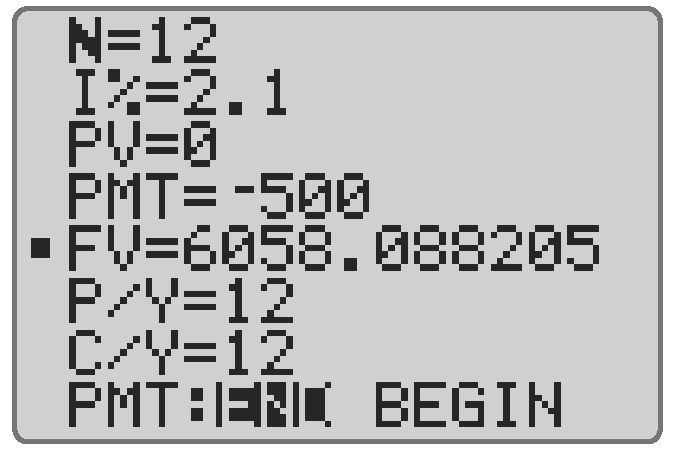 N=12
I%=2.1
PV=0
PMT=-500
▪FV=6058.088205
P/Y=12
C/Y=12
PMT:END BEGIN